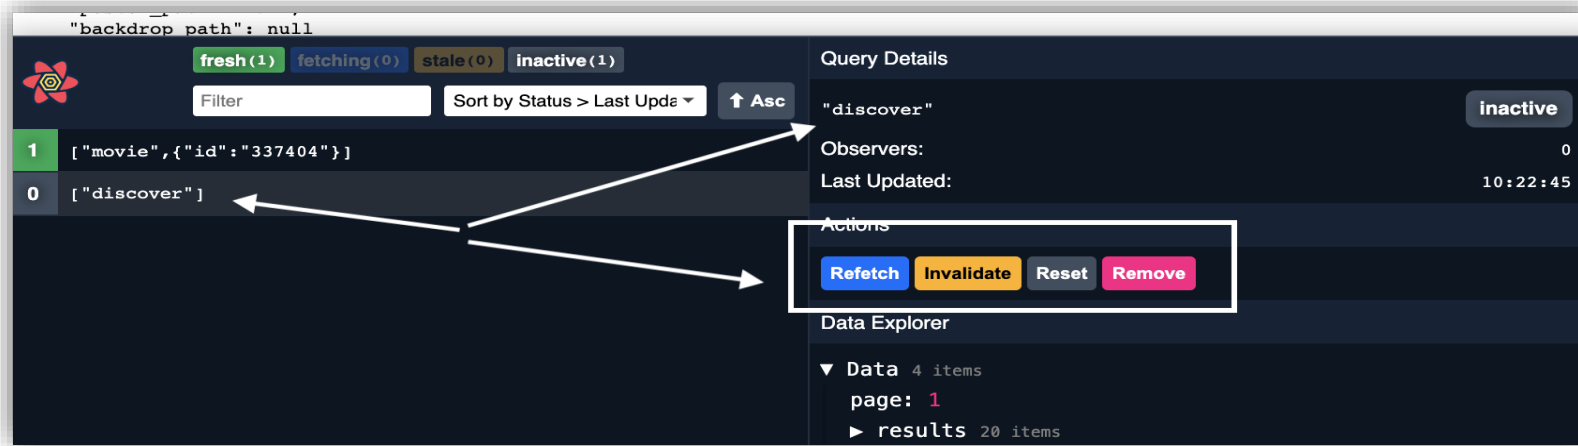 "backdrop path": null
fresh(1) fetching(0) stale(0) inactive(1)
Filter
Sort by Status > Last Upda
Asc
1 ["movie",{"id":"337404"}]
0 ["discover"]
Query Details
"discover"
inactive
Observers: 0
Last Updated: 10:22:45
Actions
Refetch Invalidate Reset Remove
Data Explorer
▼ Data 4 items
page: 1
▶ results 20 items